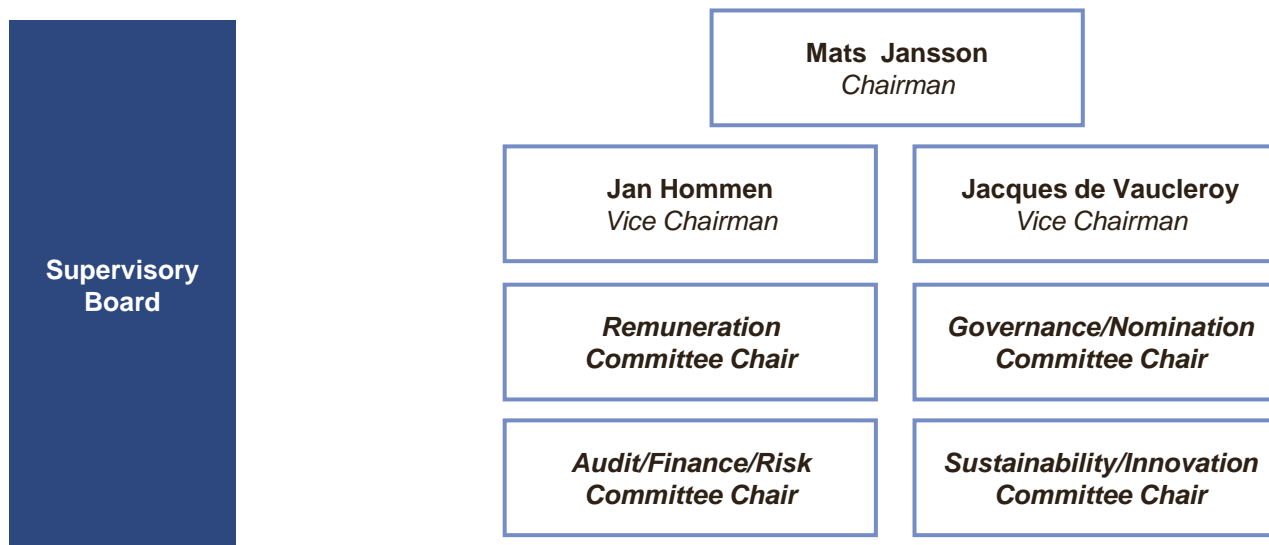 Supervisory
Board
Mats Jansson
Chairman
Jan Hommen
Vice Chairman
Jacques de Vaucleroy
Vice Chairman
Remuneration
Committee Chair
Governance/Nomination
Committee Chair
Audit/Finance/Risk
Committee Chair
Sustainability/Innovation
Committee Chair